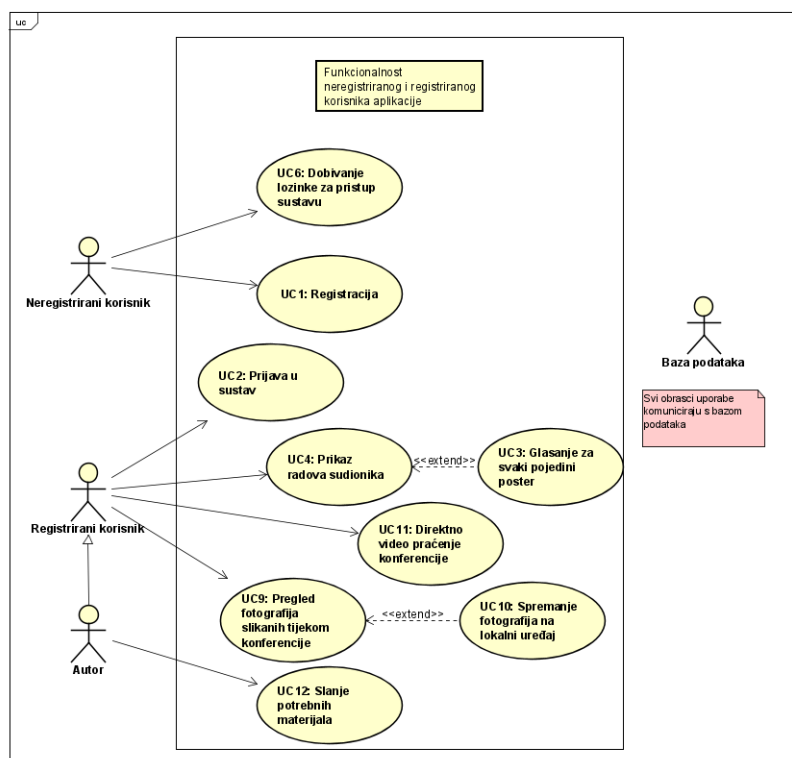 uc
Funkcionalnost
neregistriranog i registriranog
korisnika aplikacije
UC6: Dobivanje
lozinke za pristup
sustavu
Neregistrirani korisnik
UC1: Registracija
Baza podataka
Svi obrasci uporabe
komuniciraju s bazom
podataka
UC2: Prijava u
sustav
UC4: Prikaz
radova sudionika
<<extend>>
UC3: Glasanje za
svaki pojedini
poster
Registrirani korisnik
UC11: Direktno
video praćenje
konferencije
UC9: Pregled
fotografija
slikanih tijekom
konferencije
<<extend>>
UC10: Spremanje
fotografija na
lokalni uređaj
Autor
UC12: Slanje
potrebnih
materijala